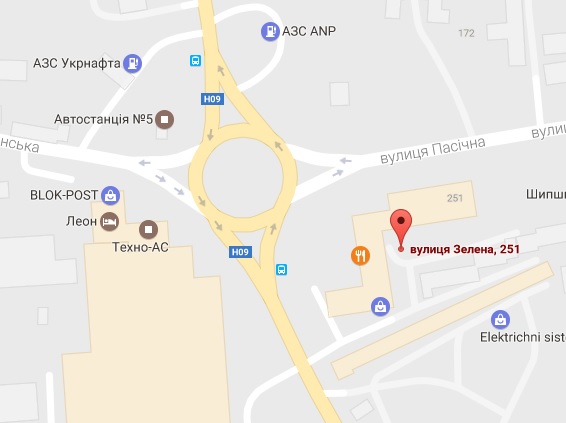 АЗС ANP
172
АЗС Укрнафта
H09
Автостанція №5
нська
вулиця Пасічна
вули
BLOK-POST
251
Шипш
Леон
Техно-АС
H09
вулиця Зелена, 251
Elektrichni siste